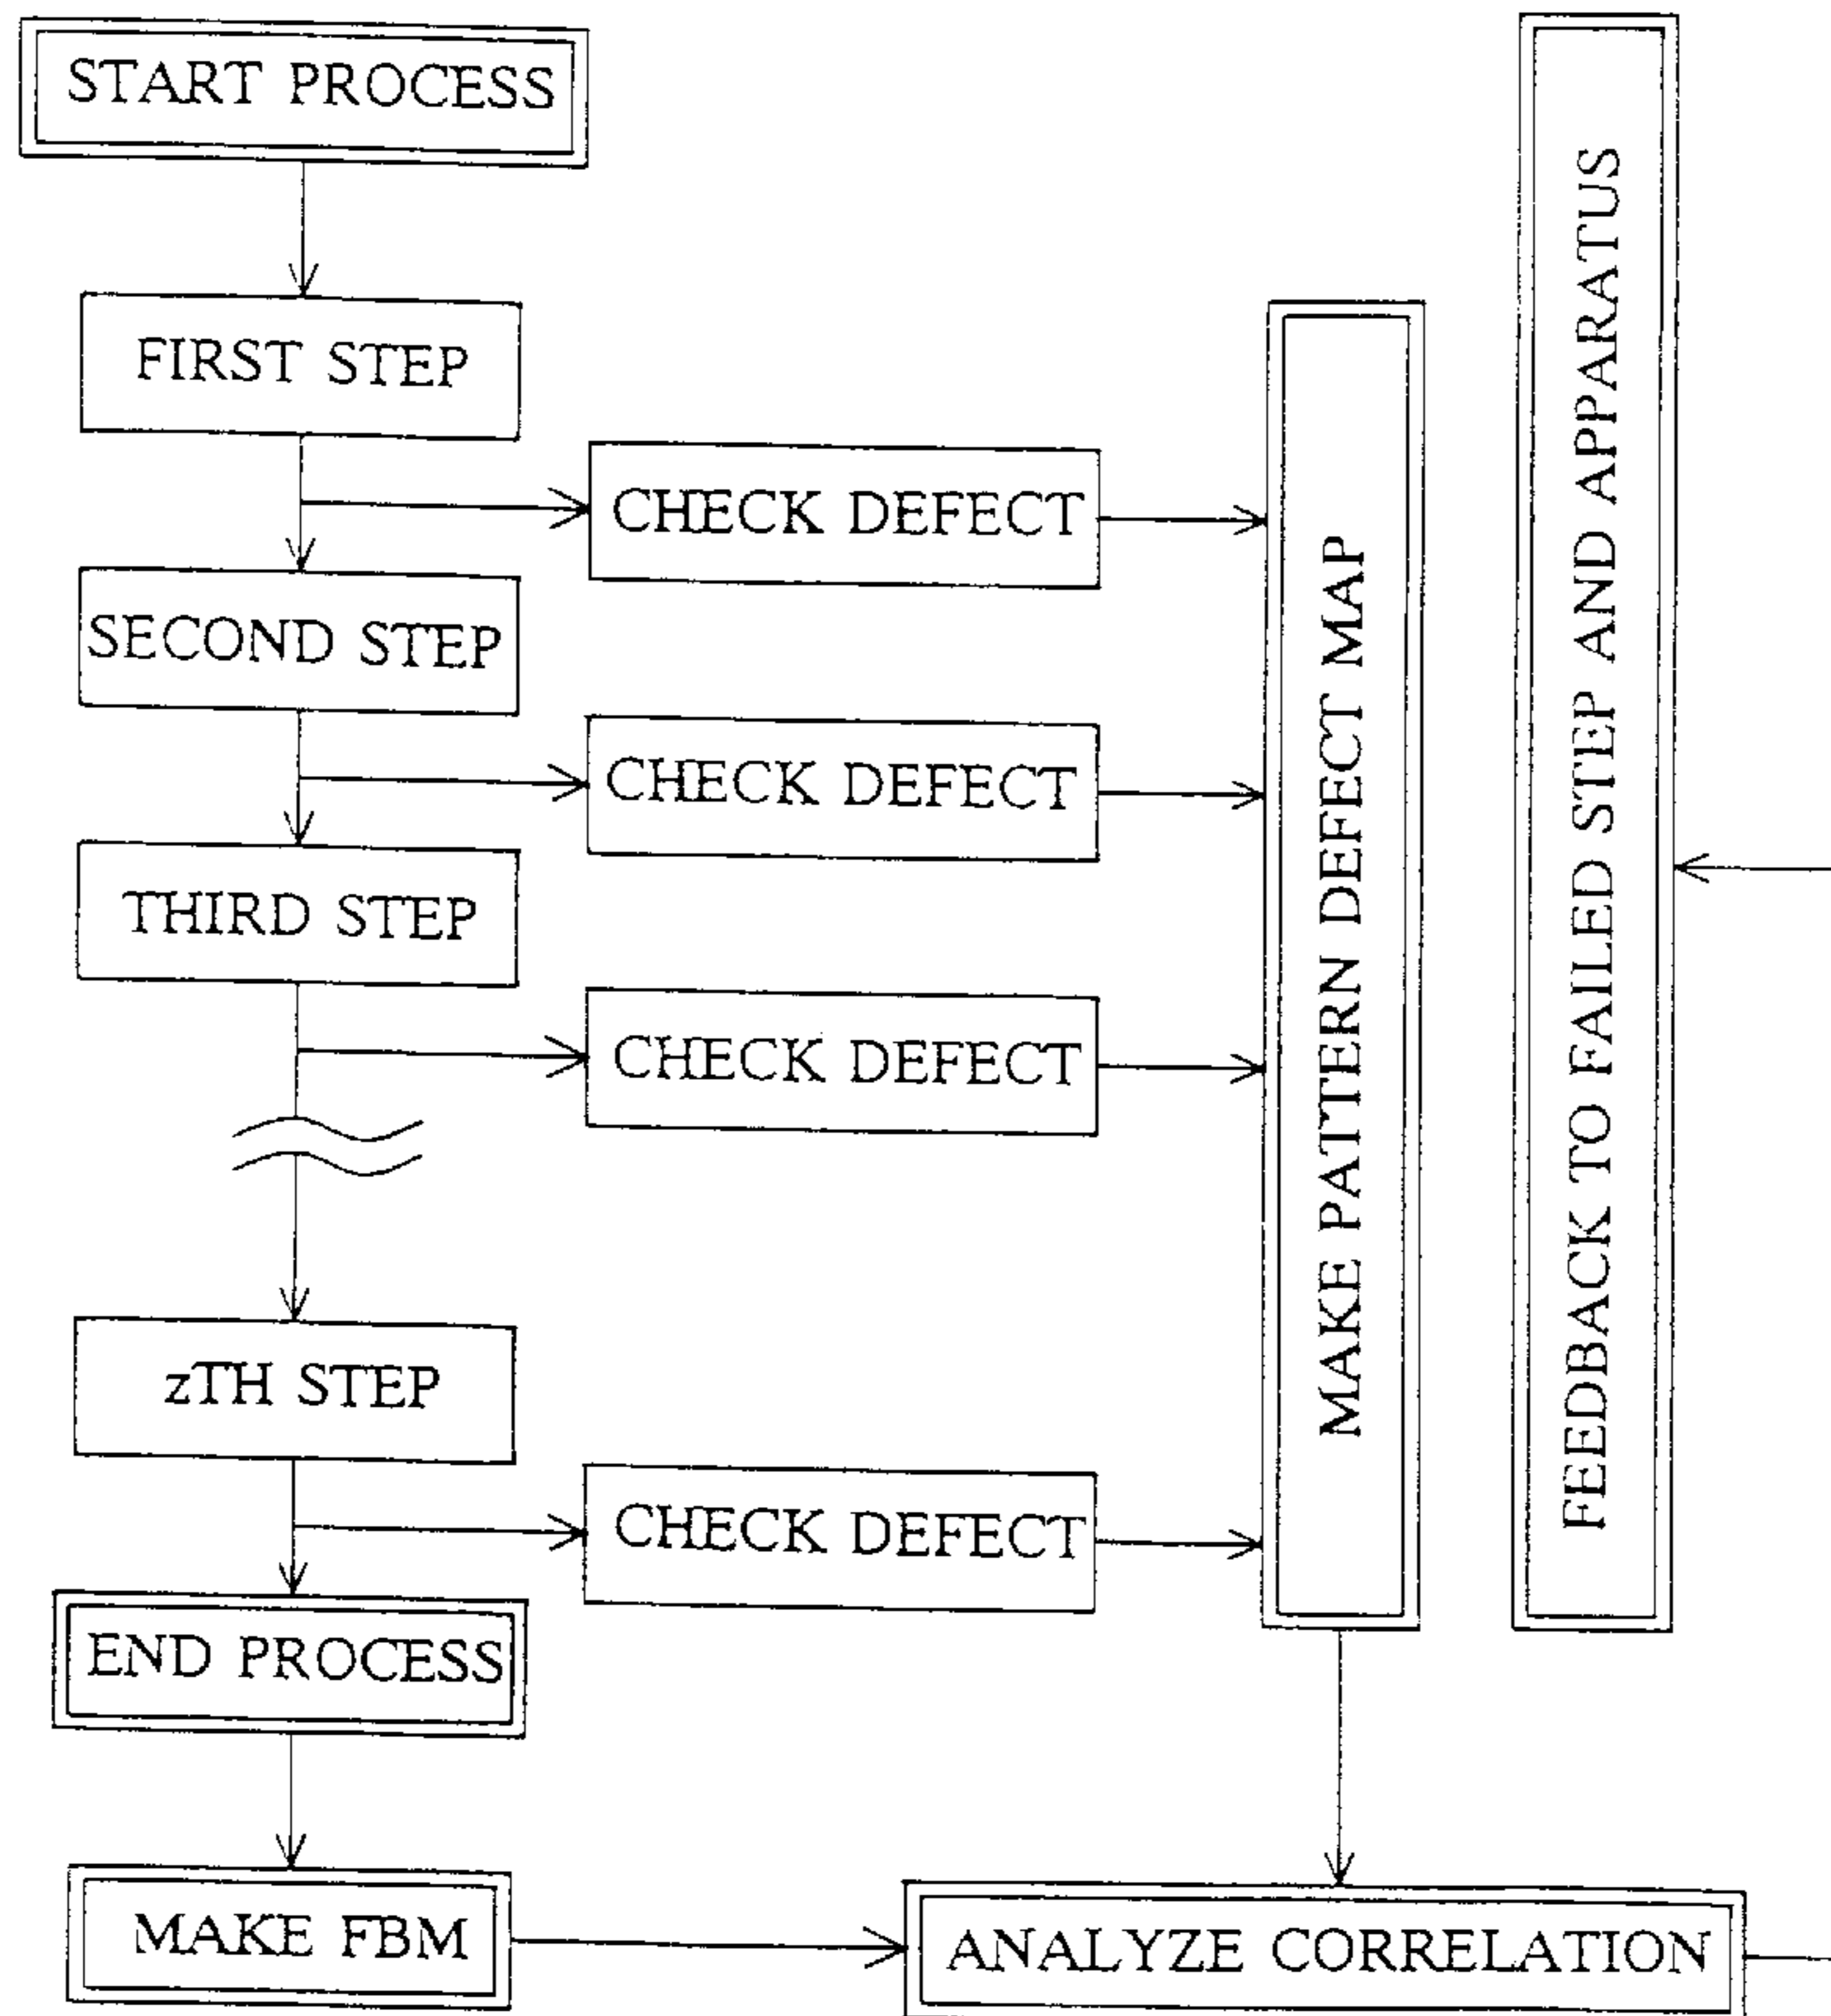 START PROCESS
FIRST STEP
CHECK DEFECT
SECOND STEP
CHECK DEFECT
THIRD STEP
CHECK DEFECT
zTH STEP
CHECK DEFECT
END PROCESS
MAKE FBM
MAKE PATTERN DEFECT MAP
ANALYZE CORRELATION
FEEDBACK TO FAILED STEP AND APPARATUS